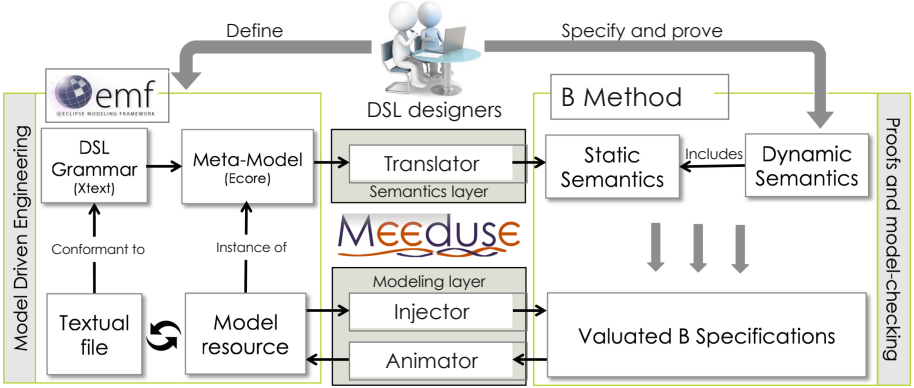 Define
Specify and prove
DSL designers
emf
@ECLIPSE MODELING FRAMEWORK
B Method
Model Driven Engineering
DSL
Grammar
(Xtext)
Meta-Model
(Ecore)
Translator
Semantics layer
Static
Semantics
Includes
Dynamic
Semantics
Proofs and model-checking
Conformant to
Instance of
Meeduse
Modeling layer
Textual
file
Model
resource
Injector
Animator
Valuated B Specifications